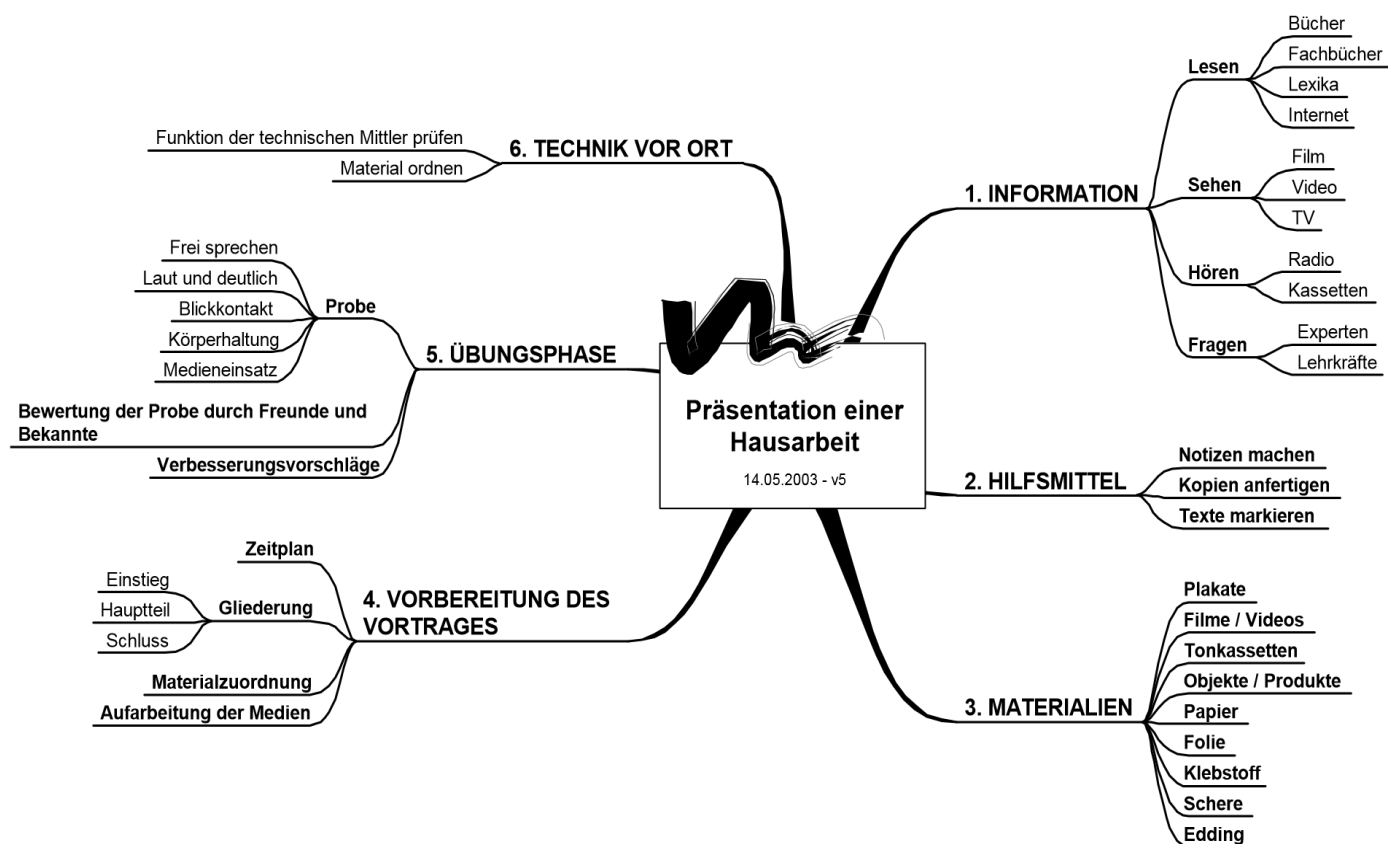 Präsentation einer
Hausarbeit
14.05.2003 - v5
1. INFORMATION
Lesen
Bücher
Fachbücher
Lexika
Internet
Sehen
Film
Video
TV
Hören
Radio
Kassetten
Fragen
Experten
Lehrkräfte
2. HILFSMITTEL
Notizen machen
Kopien anfertigen
Texte markieren
3. MATERIALIEN
Plakate
Filme / Videos
Tonkassetten
Objekte / Produkte
Papier
Folie
Klebstoff
Schere
Edding
4. VORBEREITUNG DES
VORTRAGES
Zeitplan
Gliederung
Einstieg
Hauptteil
Schluss
Materialzuordnung
Aufarbeitung der Medien
5. ÜBUNGSPHASE
Probe
Frei sprechen
Laut und deutlich
Blickkontakt
Körperhaltung
Medieneinsatz
Bewertung der Probe durch Freunde und
Bekannte
Verbesserungsvorschläge
6. TECHNIK VOR ORT
Funktion der technischen Mittler prüfen
Material ordnen